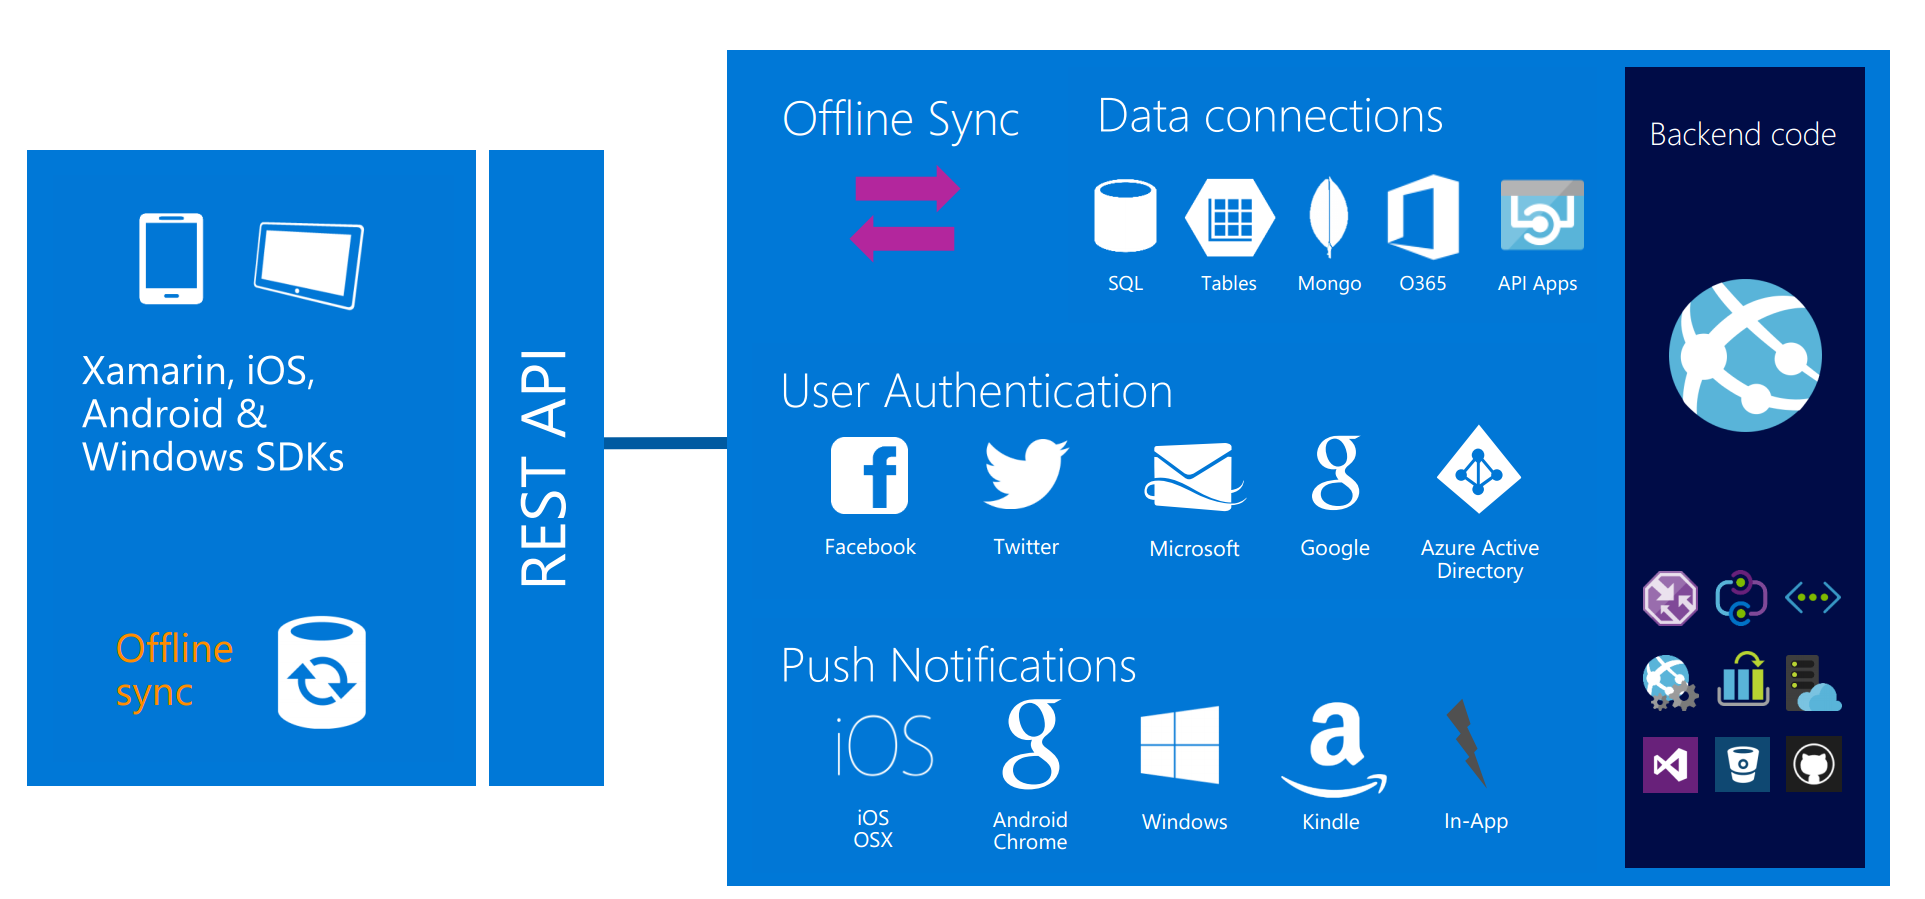 Xamarin, iOS,
Android &
Windows SDKs
Offline
sync
REST API
Offline Sync
Data connections
SQL
Tables
Mongo
O365
API Apps
User Authentication
Facebook
Twitter
Microsoft
Google
Azure Active
Directory
Push Notifications
iOS
iOS
OSX
Android
Chrome
Windows
Kindle
In-App
Backend code